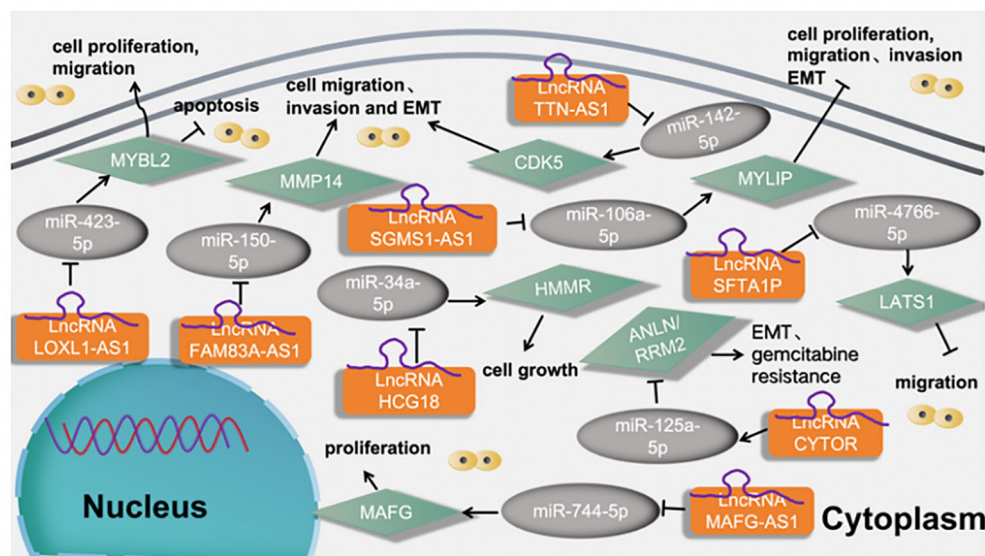 cell proliferation,
migration
apoptosis
cell migration、
invasion and EMT
LncRNA
TTN-AS1
cell proliferation,
migration、invasion
EMT
miR-142-
5p
MYBL2
MMP14
CDK5
MYLIP
miR-423-
5p
miR-150-
5p
LncRNA
SGMS1-AS1
miR-106a-
5p
miR-4766-
5p
LncRNA
SFTA1P
LATS1
miR-34a-
5p
HMMR
ANLN/
RRM2
LncRNA
LOXL1-AS1
LncRNA
FAM83A-AS1
LncRNA
HCG18
cell growth
EMT、
gemcitabine
resistance
migration
miR-125a-
5p
LncRNA
CYTOR
proliferation
Nucleus
MAFG
miR-744-5p
LncRNA
MAFG-AS1
Cytoplasm